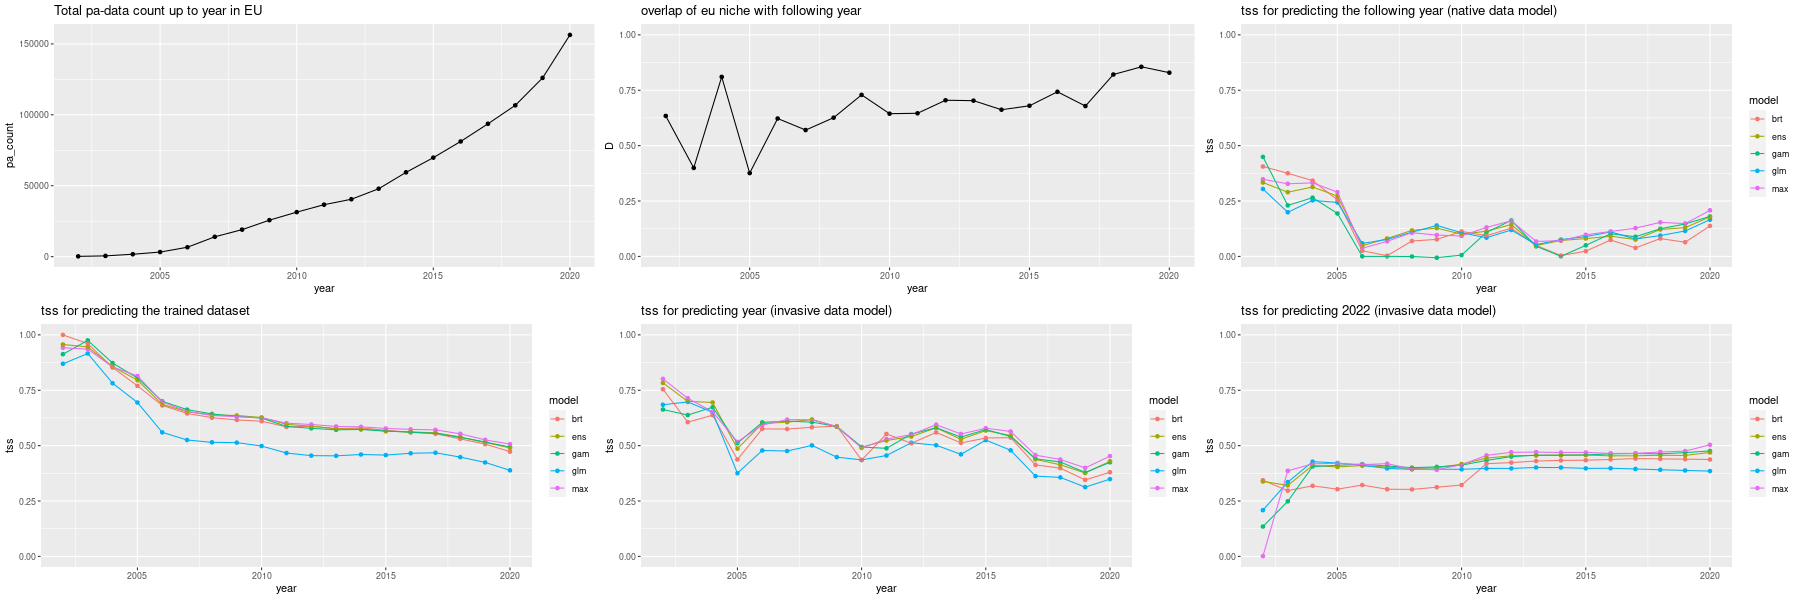 Total pa-data count up to year in EU
pa_count
150000
100000
50000
0
2005
2010
2015
2020
year
overlap of eu niche with following year
D
1.00
0.75
0.50
0.25
0.00
2005
2010
2015
2020
year
tss for predicting the following year (native data model)
tss
1.00
0.75
0.50
0.25
0.00
2005
2010
2015
2020
year
model
brt
ens
gam
glm
max
tss for predicting the trained dataset
tss
1.00
0.75
0.50
0.25
0.00
2005
2010
2015
2020
year
model
brt
ens
gam
glm
max
tss for predicting year (invasive data model)
tss
1.00
0.75
0.50
0.25
0.00
2005
2010
2015
2020
year
model
brt
ens
gam
glm
max
tss for predicting 2022 (invasive data model)
tss
1.00
0.75
0.50
0.25
0.00
2005
2010
2015
2020
year
model
brt
ens
gam
glm
max